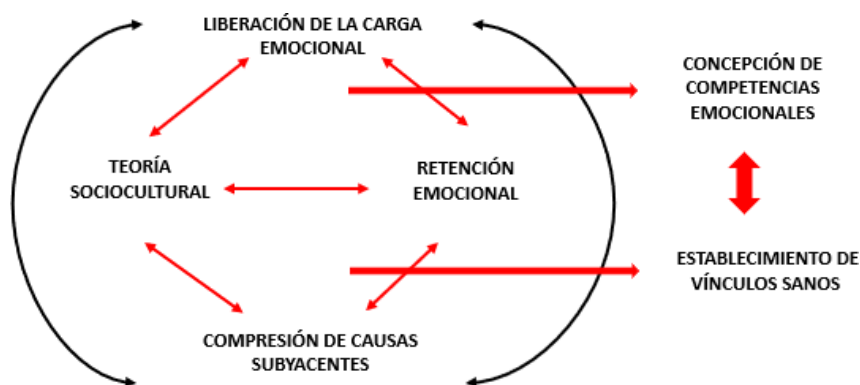 LIBERACIÓN DE LA CARGA
EMOCIONAL
CONCEPCIÓN DE
COMPETENCIAS
EMOCIONALES
TEORÍA
SOCIOCULTURAL
RETENCIÓN
EMOCIONAL
ESTABLECIMIENTO DE
VÍNCULOS SANOS
COMPRESIÓN DE CAUSAS
SUBYACENTES